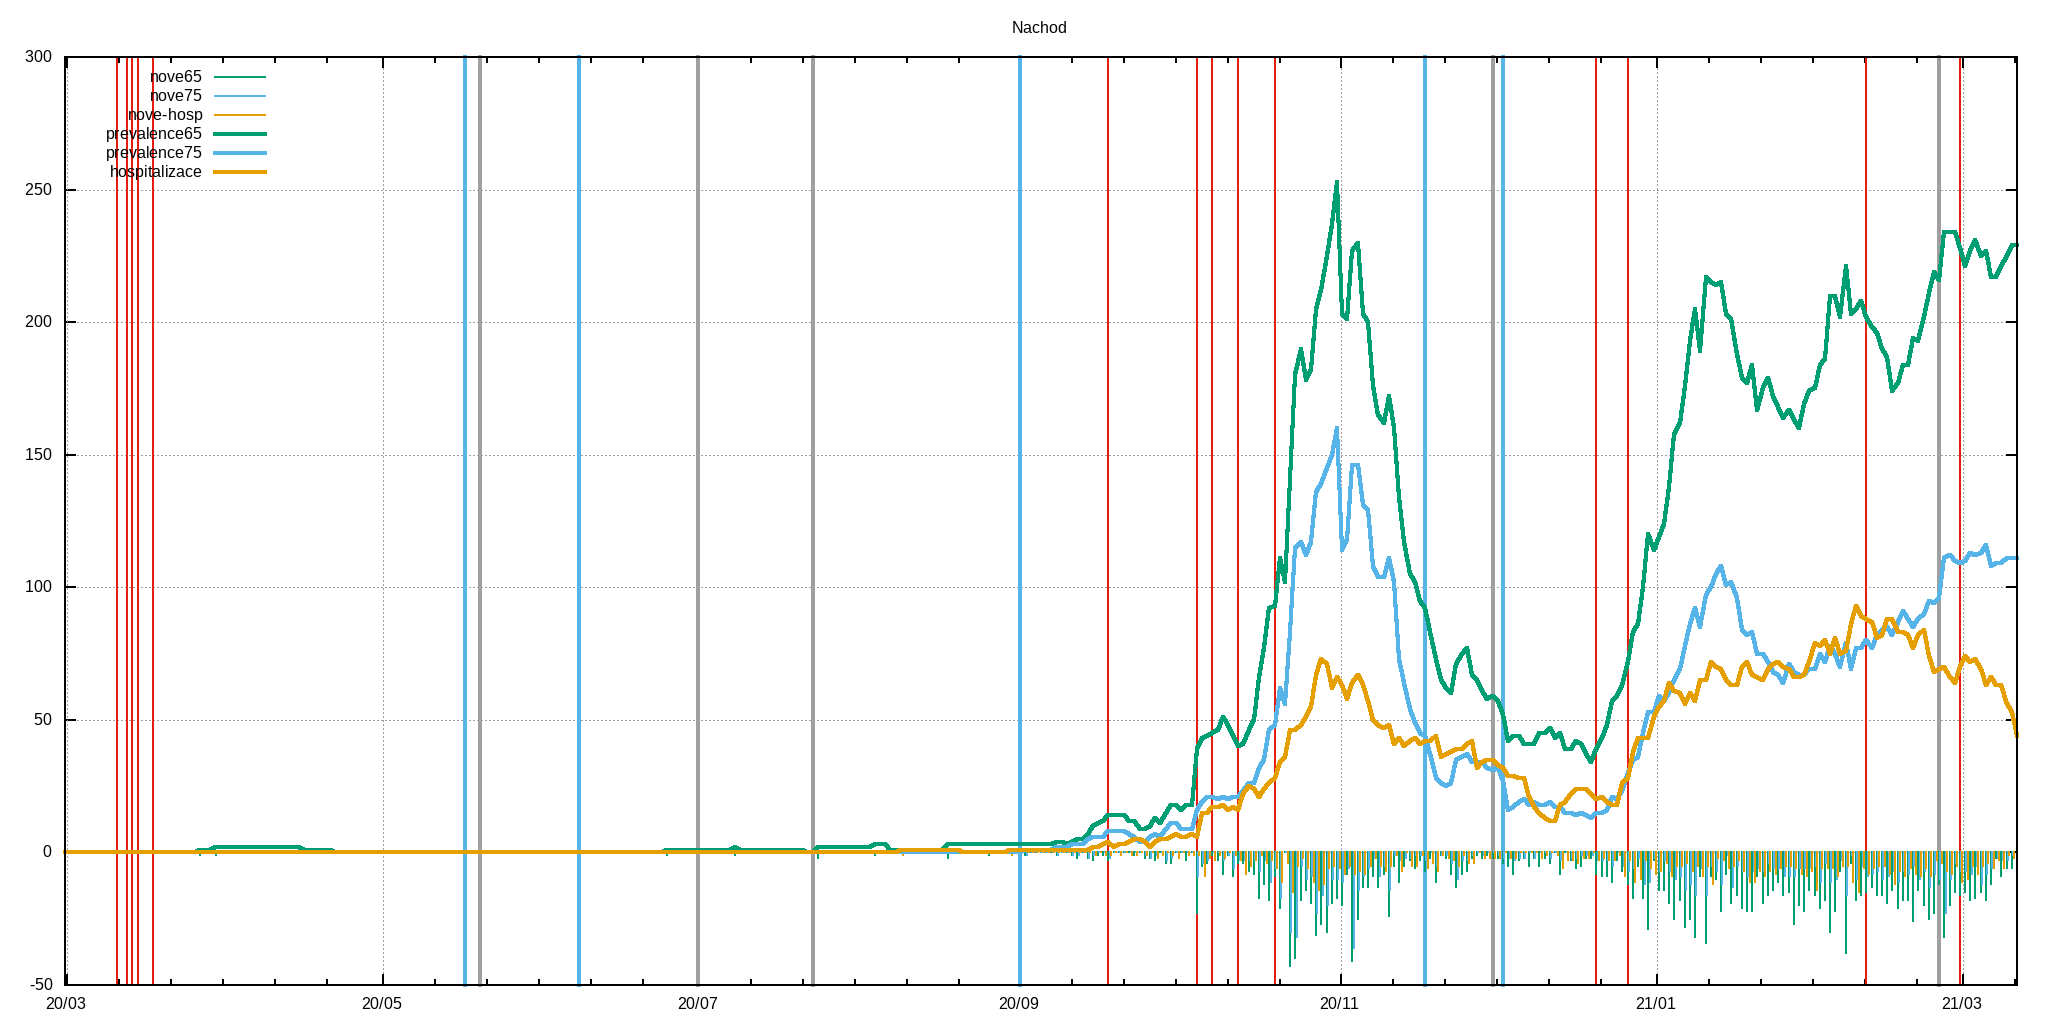 Nachod
300
250
200
150
100
50
0
-50
nove65
nove75
nove-hosp
prevalence65
prevalence75
hospitalizace
20/03 20/05 20/07 20/09 20/11 21/01 21/03